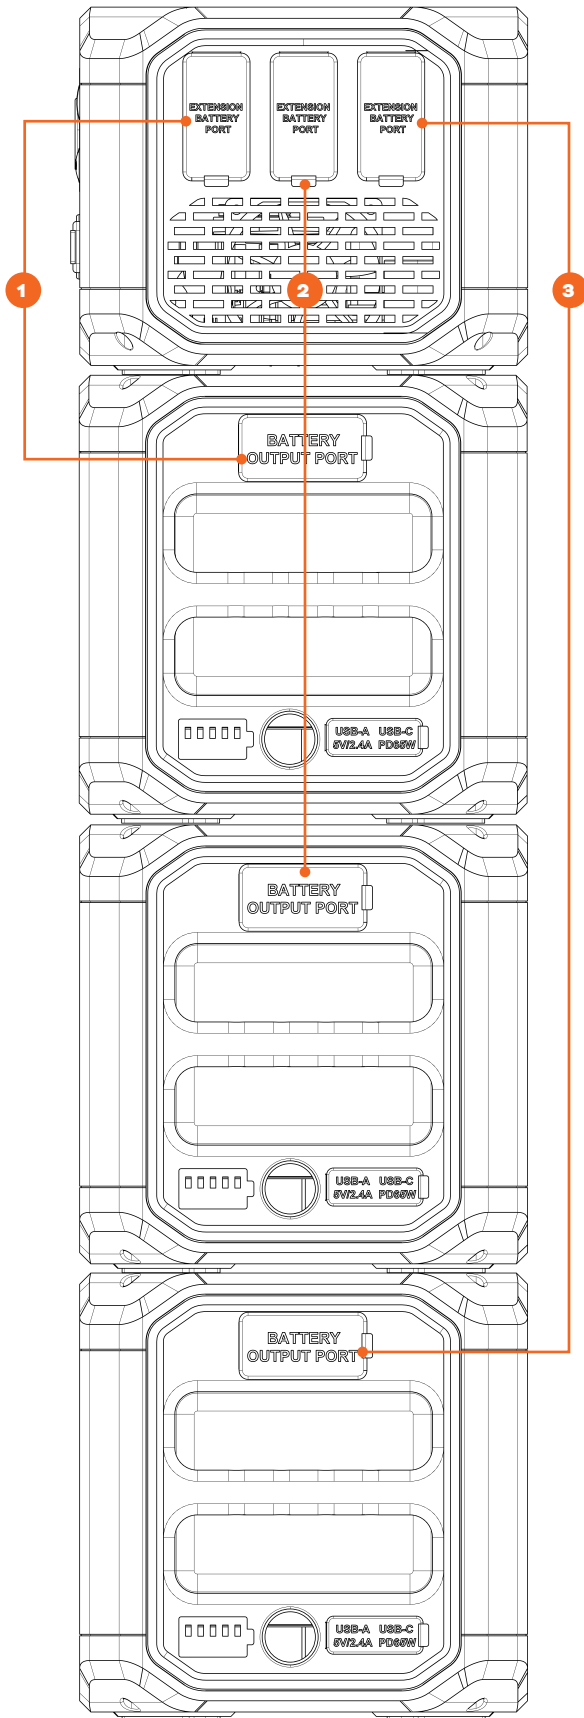 EXTENSION
BATTERY
PORT
EXTENSION
BATTERY
PORT
EXTENSION
BATTERY
PORT
1
2
3
BATTERY
OUTPUT PORT
USB-A USB-C
5V/2.4A PD65W
BATTERY
OUTPUT PORT
USB-A USB-C
5V/2.4A PD65W
BATTERY
OUTPUT PORT
USB-A USB-C
5V/2.4A PD65W